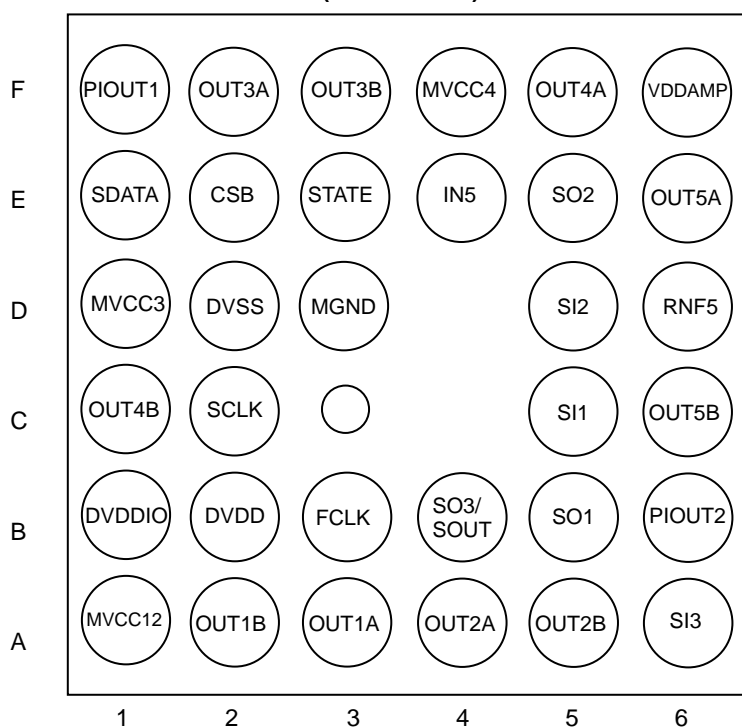 F PIOUT1 OUT3A OUT3B MVCC4 OUT4A VDDAMP
E SDATA CSB STATE IN5 SO2 OUT5A
D MVCC3 DVSS MGND SI2 RNF5
C OUT4B SCLK SI1 OUT5B
B DVDDIO DVDD FCLK SO3/
SOUT SO1 PIOUT2
A MVCC12 OUT1B OUT1A OUT2A OUT2B SI3
1 2 3 4 5 6